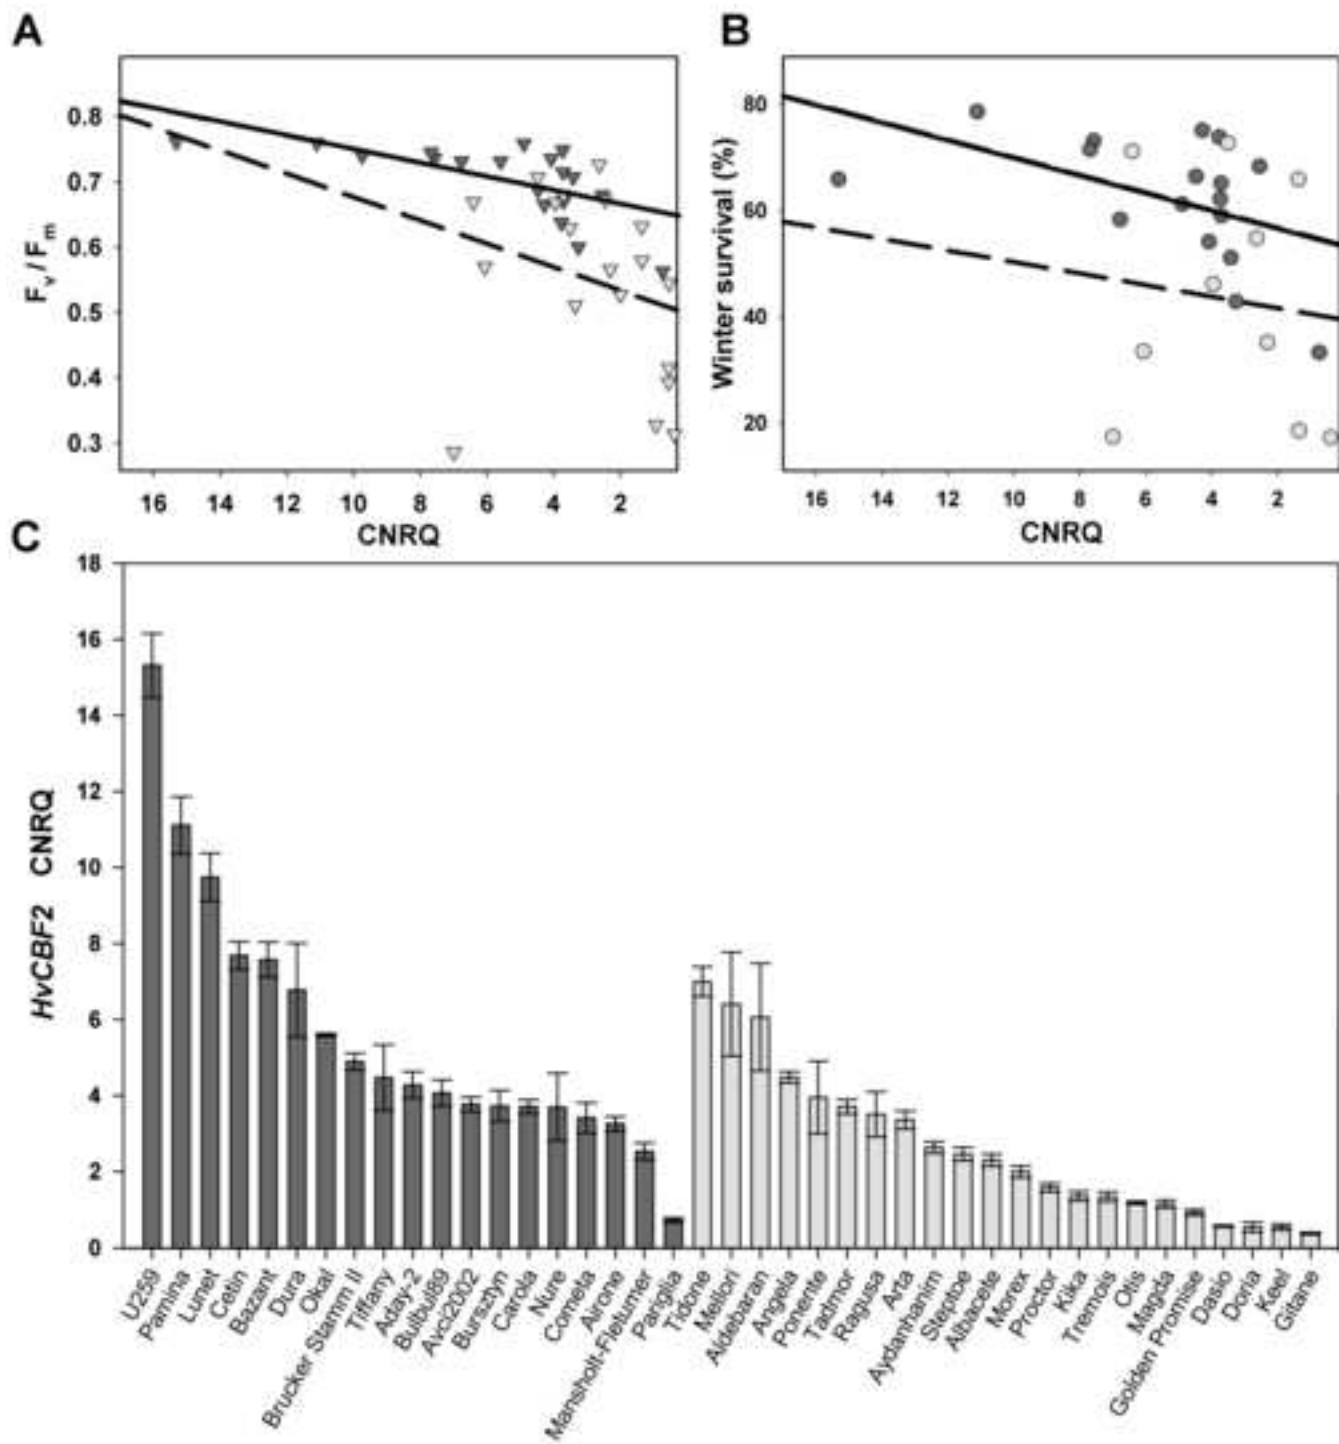 A
B
0.8
0.7
0.6
0.5
0.4
0.3
Fv / Fm
16 14 12 10 8 6 4 2
CNRQ
80
60
40
20
Winter survival (%)
16 14 12 10 8 6 4 2
CNRQ
C
18
16
14
12
10
8
6
4
2
0
HvCBF2 CNRQ
U259
Pamina
Lunet
Cetin
Bazant
Dura
Okal
Brucker Stamm II
Tiffany
Aday-2
Bulbul89
Avci2002
Bursztyn
Carola
Nure
Cometa
Airone
Mansholt-Fletumer
Panglia
Tidone
Mellori
Aldebaran
Angela
Ponente
Tadmor
Ragusa
Arta
Aydanhanim
Steptoe
Albacete
Morex
Proctor
Kika
Tremois
Otis
Magda
Golden Promise
Dasio
Doria
Keel
Gitane